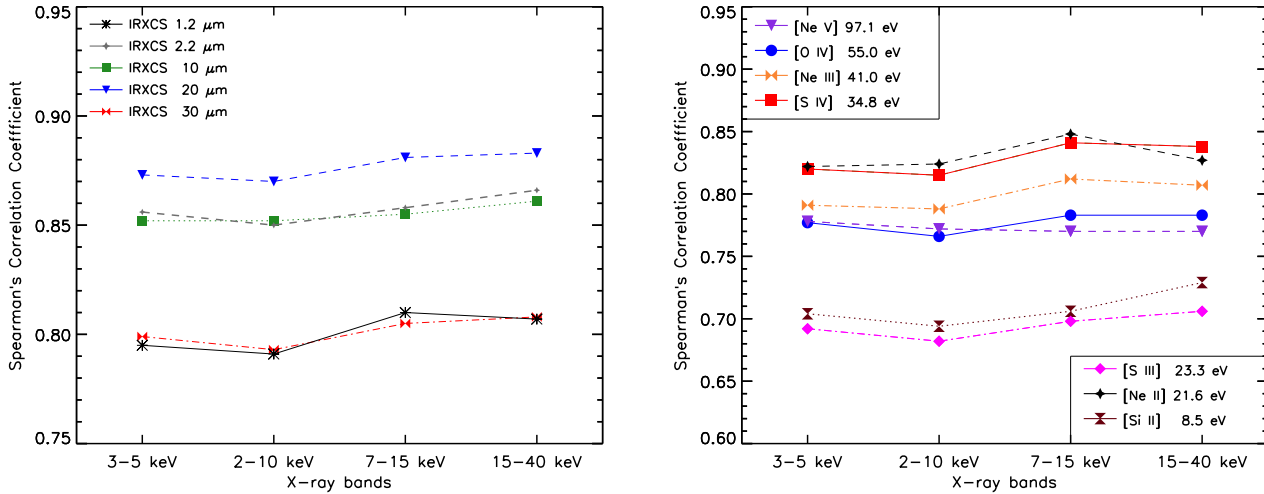 0.95
0.90
0.85
0.80
0.75
Spearman's Correlation Coeffficient
IRXCS 1.2 μm
IRXCS 2.2 μm
IRXCS 10 μm
IRXCS 20 μm
IRXCS 30 μm
3−5 keV 2−10 keV 7−15 keV 15−40 keV
X−ray bands
0.95
0.90
0.85
0.80
0.75
0.70
0.65
0.60
Spearman's Correlation Coefficient
[Ne V] 97.1 eV
[O IV] 55.0 eV
[Ne III] 41.0 eV
[S IV] 34.8 eV
[S III] 23.3 eV
[Ne II] 21.6 eV
[Si II] 8.5 eV
3−5 keV 2−10 keV 7−15 keV 15−40 keV
X−ray bands